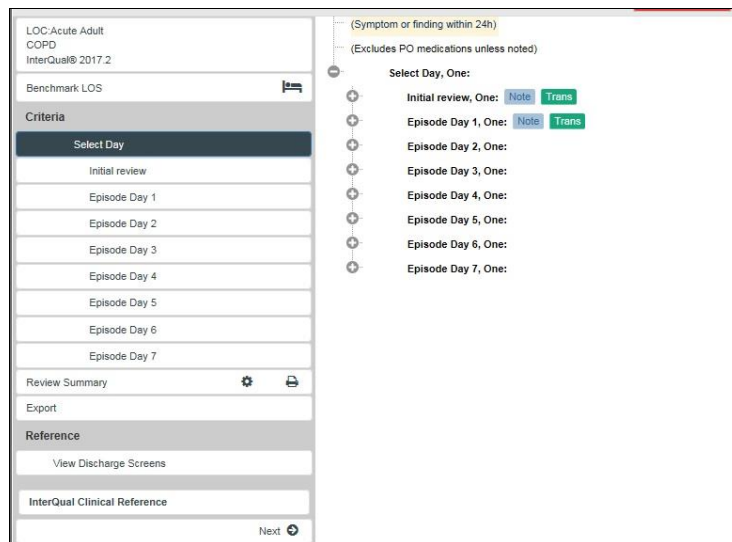 LOC:Acute Adult
COPD
InterQual® 2017.2
Benchmark LOS
Criteria
Select Day
Initial review
Episode Day 1
Episode Day 2
Episode Day 3
Episode Day 4
Episode Day 5
Episode Day 6
Episode Day 7
Review Summary
Export
Reference
View Discharge Screens
InterQual Clinical Reference
Next
(Symptom or finding within 24h)
(Excludes PO medications unless noted)
Select Day, One:
Initial review, One: Note Trans
Episode Day 1, One: Note Trans
Episode Day 2, One:
Episode Day 3, One:
Episode Day 4, One:
Episode Day 5, One:
Episode Day 6, One:
Episode Day 7, One: